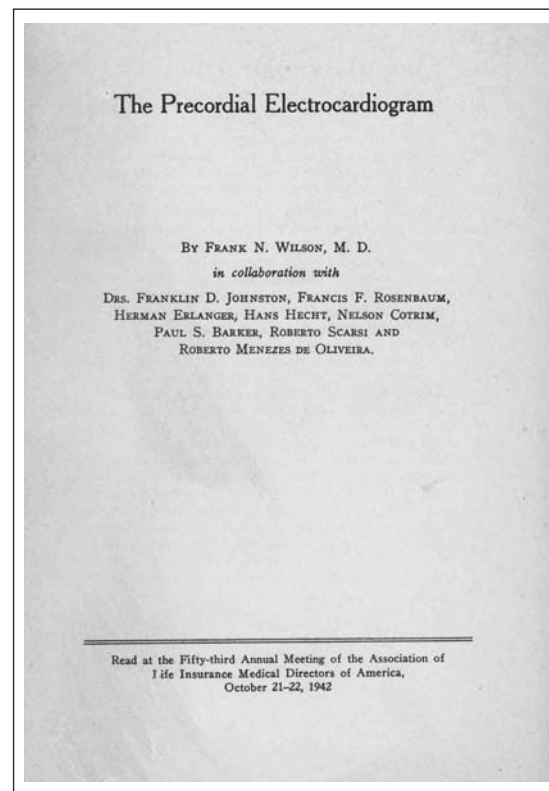 The Precordial Electrocardiogram
By Frank N. Wilson, M. D.
in collaboration with
Drs. Franklin D. Johnston, Francis F. Rosenbaum,
Herman Erlanger, Hans Hecht, Nelson Cotrim,
Paul S. Barker, Roberto Scarsi and
Roberto Menezes de Oliveira.
Read at the Fifty-third Annual Meeting of the Association of
Life Insurance Medical Directors of America,
October 21–22, 1942